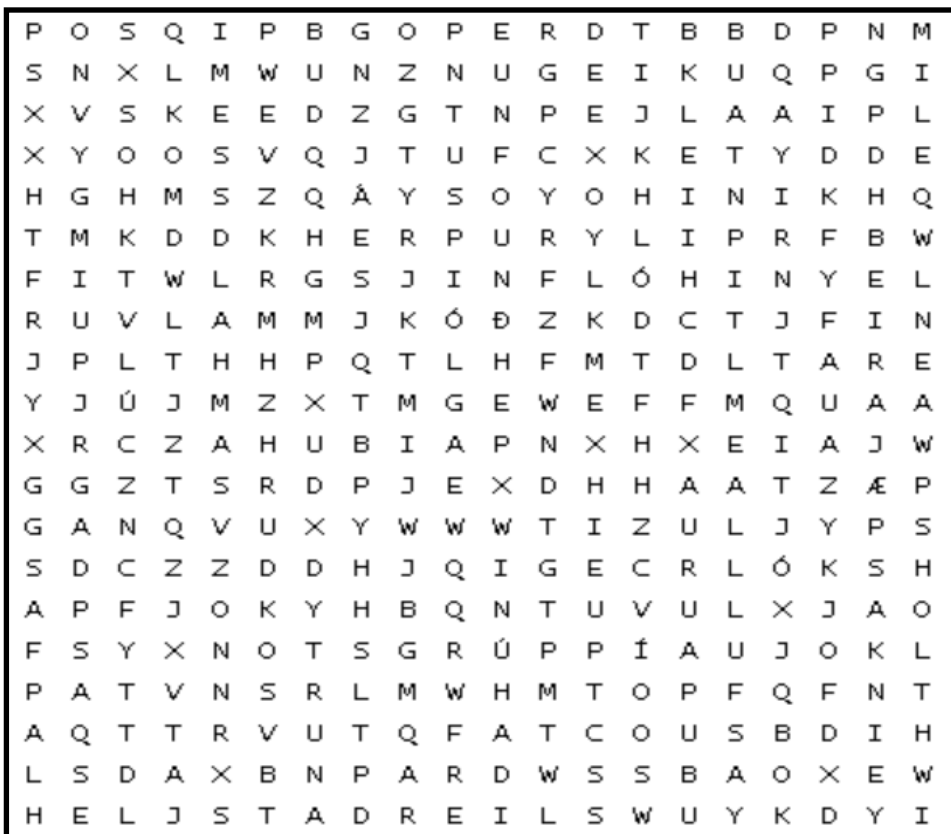 P O S Q I P B G O P E R D T B B D P N M
S N X L M W U N Z N U G E I K U Q P G I
X V S K E E D Z G T N P E J L A A I P L
X Y O O S V Q J T U F C X K E T Y D D E
H G H M S Z Q Á Y S O Y O H I N I K H Q
T M K D D K H E R P U R Y L I P R F B W
F I T W L R G S J I N F L Ó H I N Y E L
R U V L A M M J K Ó Ð Z K D C T J F I N
J P L T H H P Q T L H F M T D L T A R E
Y J Ú J M Z X T M G E W E F F M Q U A A
X R C Z A H U B I A P N X H X E I A J W
G G Z T S R D P J E X D H H A A T Z Æ P
G A N Q V U X Y W W W T I Z U L J Y P S
S D C Z Z D D H J Q I G E C R L Ó K S H
A P F J O K Y H B Q N T U V U L X J A O
F S Y X N O T S G R Ú P P Í A U J O K L
P A T V N S R L M W H M T O P F Q F N T
A Q T T R V U T Q F A T C O U S B D I H
L S D A X B N P A R D W S S B A O X E W
H E L J S T A D R E I L S W U Y K D Y I